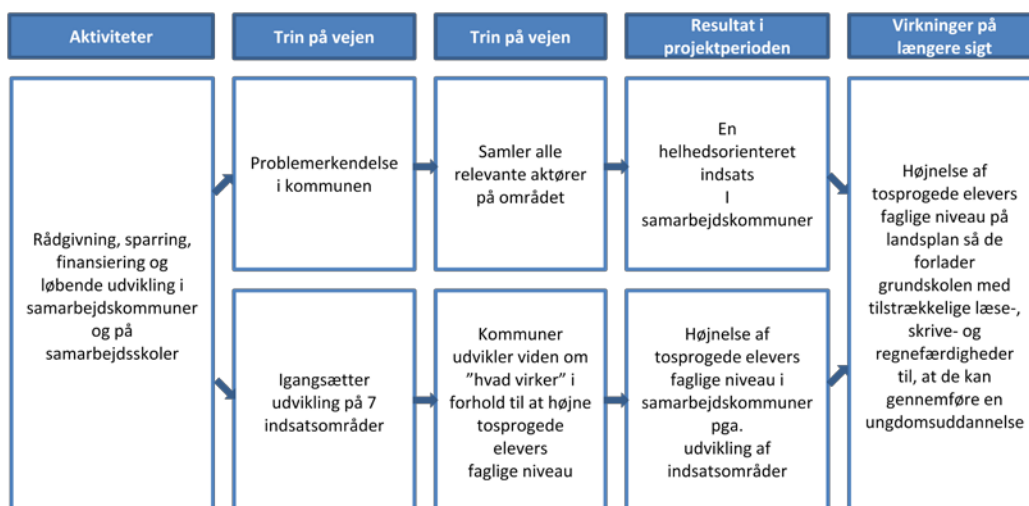 Aktiviteter
Trin på vejen
Trin på vejen
Resultat i
projektperioden
Virkninger på
længere sigt
Rådgivning, sparring,
finansiering og
løbende udvikling i
samarbejdskommuner
og på
samarbejdsskoler
Problemerkendelse
i kommunen
Samler alle
relevante aktører
på området
En
helhedsorienteret
indsats
I
samarbejdskommuner
Igangsætter
udvikling på 7
indsatsområder
Kommuner
udvikler viden om
”hvad virker” i
forhold til at højne
tosprogede
elevers
faglige niveau
Højnelse af
tosprogede elevers
faglige niveau i
samarbejdskommuner
pga.
udvikling af
indsatsområder
Højnelse af
tosprogede elevers
faglige niveau på
landsplan så de
forlader
grundskolen med
tilstrækkelige læse-,
skrive- og
regnefærdigheder
til, at de kan
gennemføre en
ungdomsuddannelse